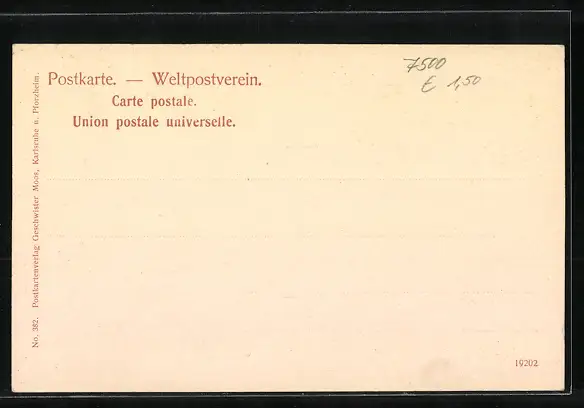 Postkarte. — Weltpostverein.
Carte postale.
Union postale universelle.
7500
€ 1,50
No. 382. Postkartenverlag Geschwister Moos, Karlsruhe u. Pforzheim.
19202